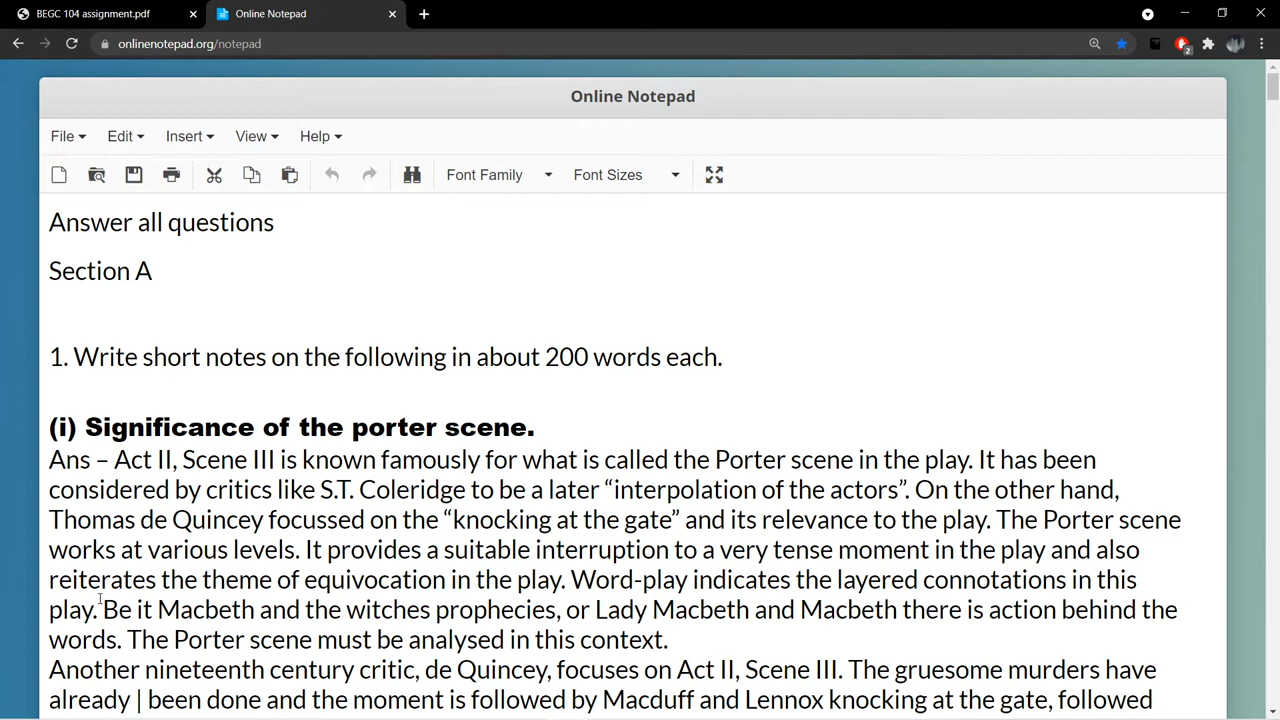 BEGC 104 assignment.pdf
Online Notepad
onlinenotepad.org/notepad
2
Online Notepad
File Edit Insert View Help
Font Family Font Sizes
Answer all questions
Section A
1. Write short notes on the following in about 200 words each.
(i) Significance of the porter scene.
Ans – Act II, Scene III is known famously for what is called the Porter scene in the play. It has been
considered by critics like S.T. Coleridge to be a later “interpolation of the actors”. On the other hand,
Thomas de Quincey focussed on the “knocking at the gate” and its relevance to the play. The Porter scene
works at various levels. It provides a suitable interruption to a very tense moment in the play and also
reiterates the theme of equivocation in the play. Word-play indicates the layered connotations in this
play. Be it Macbeth and the witches prophecies, or Lady Macbeth and Macbeth there is action behind the
words. The Porter scene must be analysed in this context.
Another nineteenth century critic, de Quincey, focuses on Act II, Scene III. The gruesome murders have
already | been done and the moment is followed by Macduff and Lennox knocking at the gate, followed